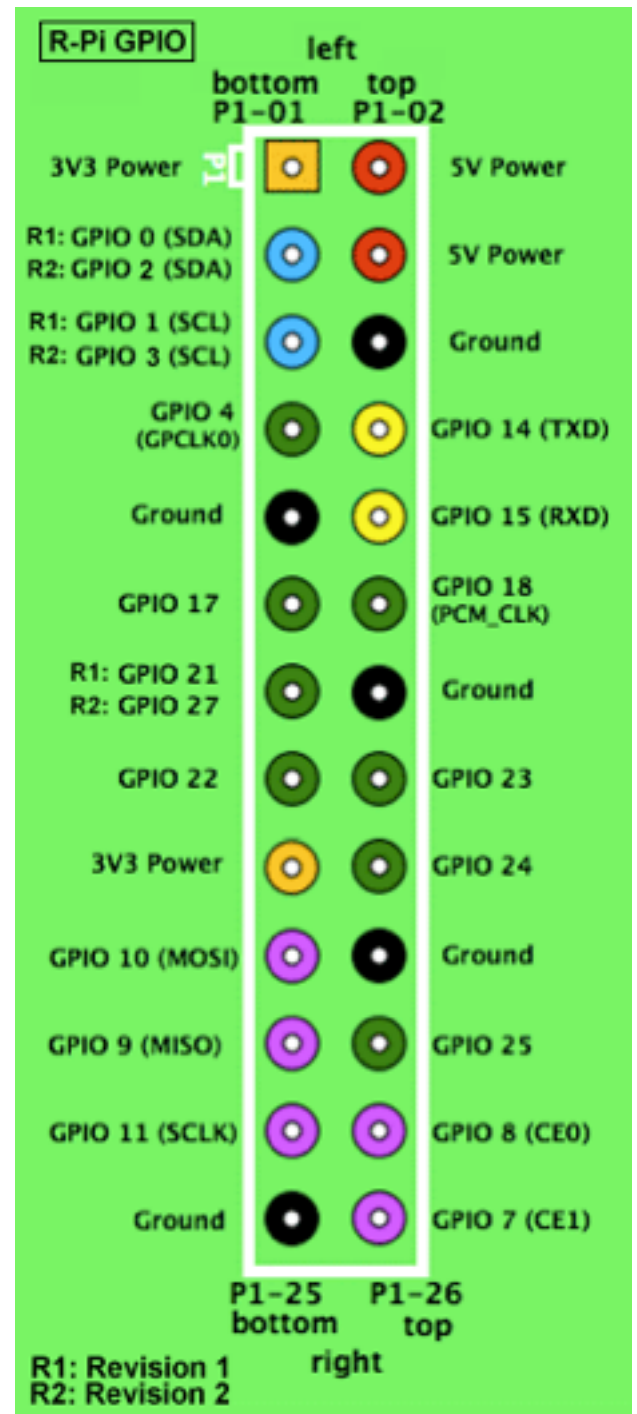 R-Pi GPIO
left
bottom top
P1-01 P1-02
3V3 Power P1 5V Power
R1: GPIO 0 (SDA)
R2: GPIO 2 (SDA)
5V Power
R1: GPIO 1 (SCL)
R2: GPIO 3 (SCL)
Ground
GPIO 4
(GPCLK0)
GPIO 14 (TXD)
Ground GPIO 15 (RXD)
GPIO 17
GPIO 18
(PCM_CLK)
R1: GPIO 21
R2: GPIO 27
Ground
GPIO 22 GPIO 23
3V3 Power GPIO 24
GPIO 10 (MOSI) Ground
GPIO 9 (MISO) GPIO 25
GPIO 11 (SCLK) GPIO 8 (CE0)
Ground GPIO 7 (CE1)
P1-25 P1-26
bottom top
right
R1: Revision 1
R2: Revision 2